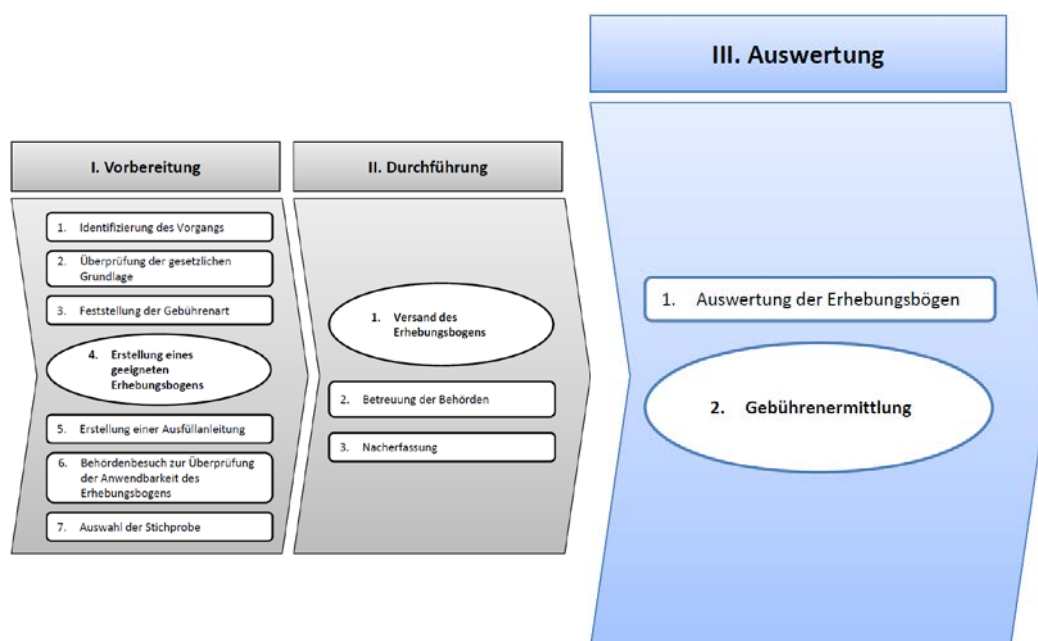 I. Vorbereitung
1. Identifizierung des Vorgangs
2. Überprüfung der gesetzlichen
Grundlage
3. Feststellung der Gebührenart
4. Erstellung eines
geeigneten
Erhebungsbogens
5. Erstellung einer Ausfüllanleitung
6. Behördenbesuch zur Überprüfung
der Anwendbarkeit des
Erhebungsbogens
7. Auswahl der Stichprobe
II. Durchführung
1. Versand des
Erhebungsbogens
2. Betreuung der Behörden
3. Nacherfassung
III. Auswertung
1. Auswertung der Erhebungsbögen
2. Gebührenermittlung